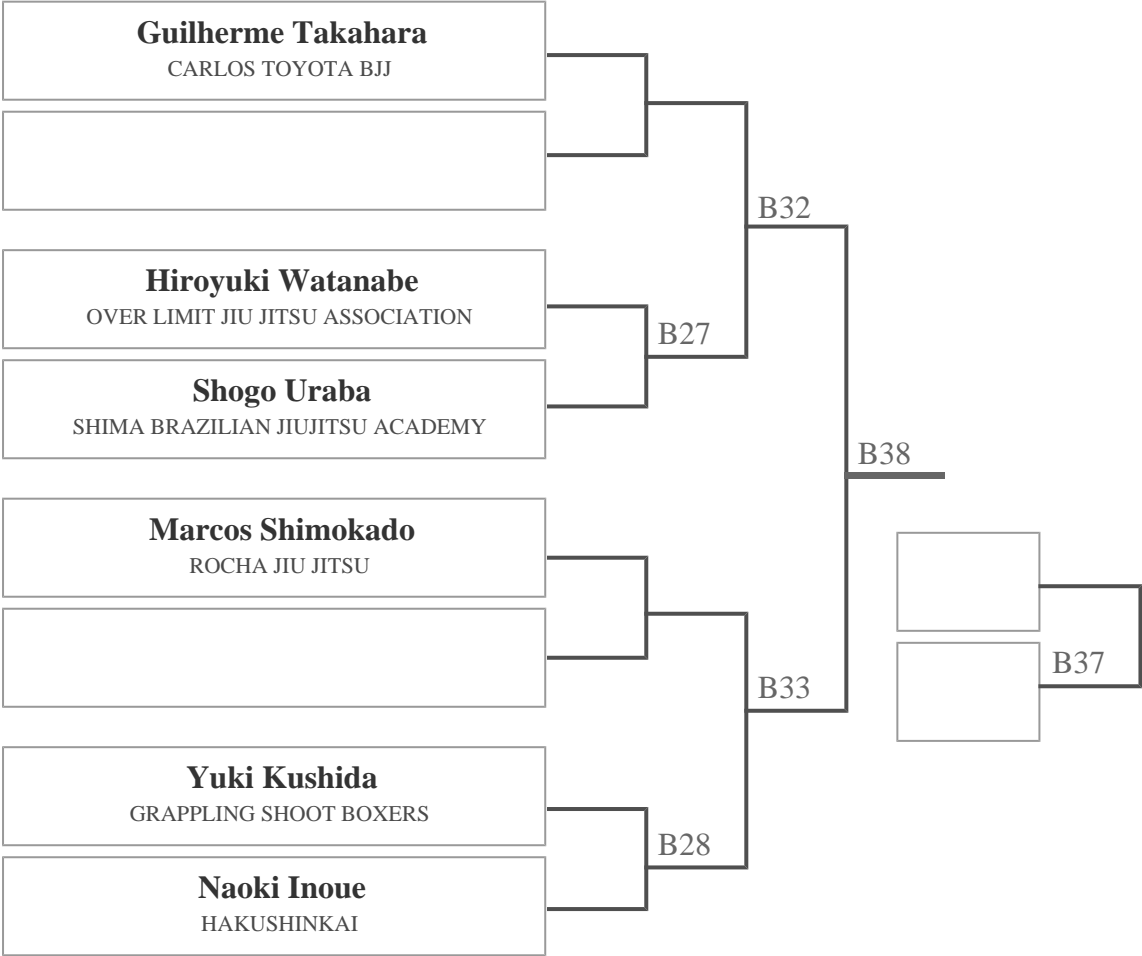 Guilherme Takahara
CARLOS TOYOTA BJJ
B32
Hiroyuki Watanabe
OVER LIMIT JIU JITSU ASSOCIATION
B27
Shogo Uraba
SHIMA BRAZILIAN JIUJITSU ACADEMY
B38
Marcos Shimokado
ROCHA JIU JITSU
B37
B33
Yuki Kushida
GRAPPLING SHOOT BOXERS
B28
Naoki Inoue
HAKUSHINKAI